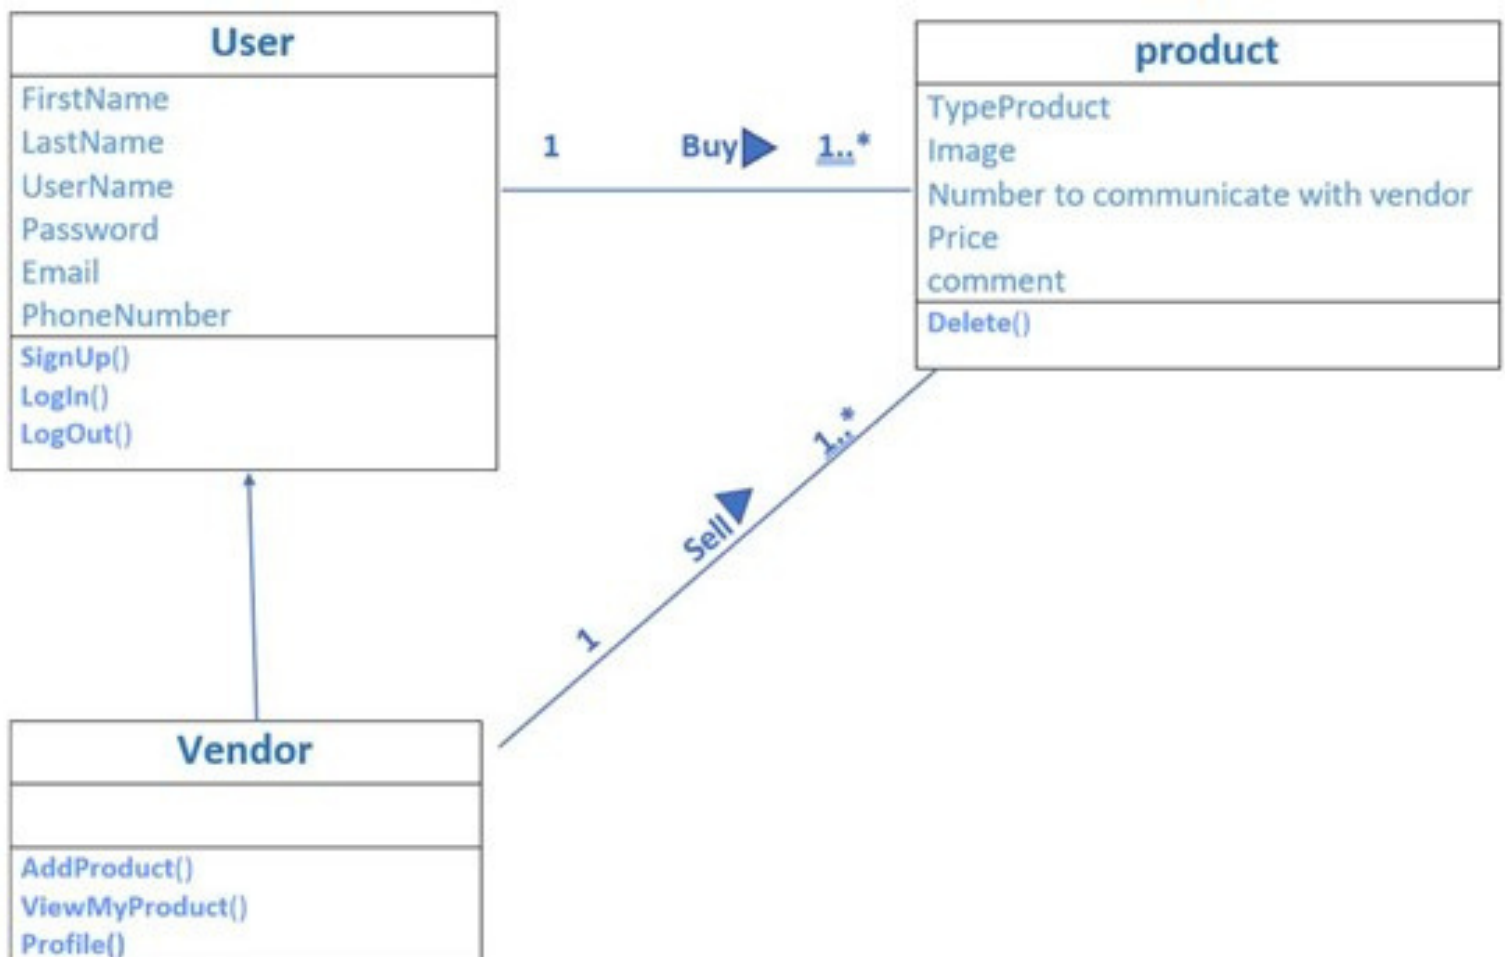 User
FirstName
LastName
UserName
Password
Email
PhoneNumber
SignUp()
LogIn()
LogOut()
1 Buy 1..*
product
TypeProduct
Image
Number to communicate with vendor
Price
comment
Delete()
1..*
Sell
1
Vendor
AddProduct()
ViewMyProduct()
Profile()